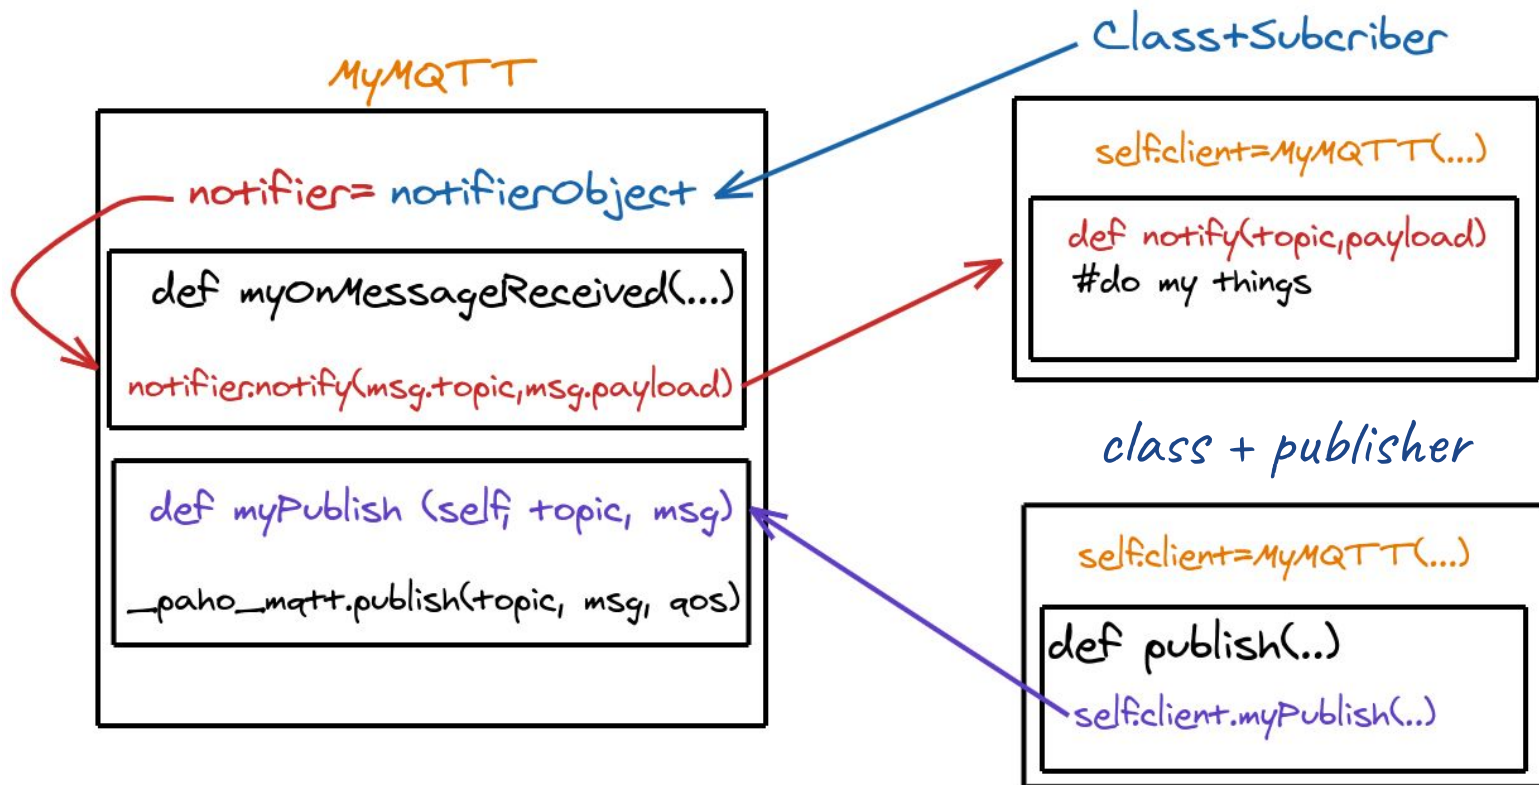 MyMQTT
notifier= notifierObject
def myOnMessageReceived(...)
notifier.notify(msg.topic,msg.payload)
def myPublish (self, topic, msg)
_paho_mqtt.publish(topic, msg, qos)
Class+Subcriber
self.client=MyMQTT(...)
def notify(topic,payload)
#do my things
class + publisher
self.client=MyMQTT(...)
def publish(..)
self.client.myPublish(..)